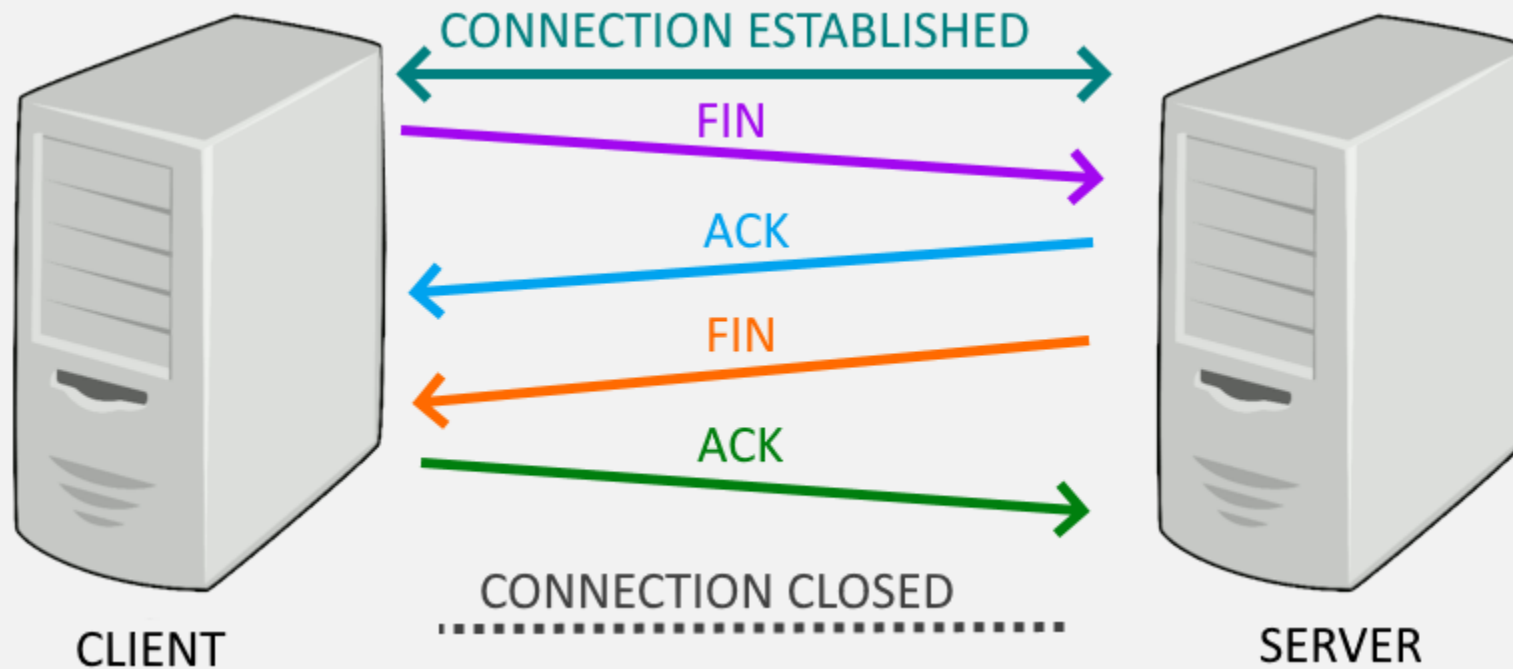 CONNECTION ESTABLISHED
FIN
ACK
FIN
ACK
CONNECTION CLOSED
CLIENT
SERVER